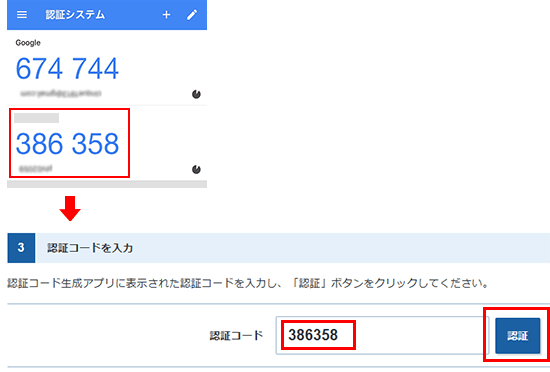 認証システム
Google
674 744
386 358
3 認証コードを入力
認証コード生成アプリに表示された認証コードを入力し、「認証」ボタンをクリックしてください。
認証コード 386358 認証